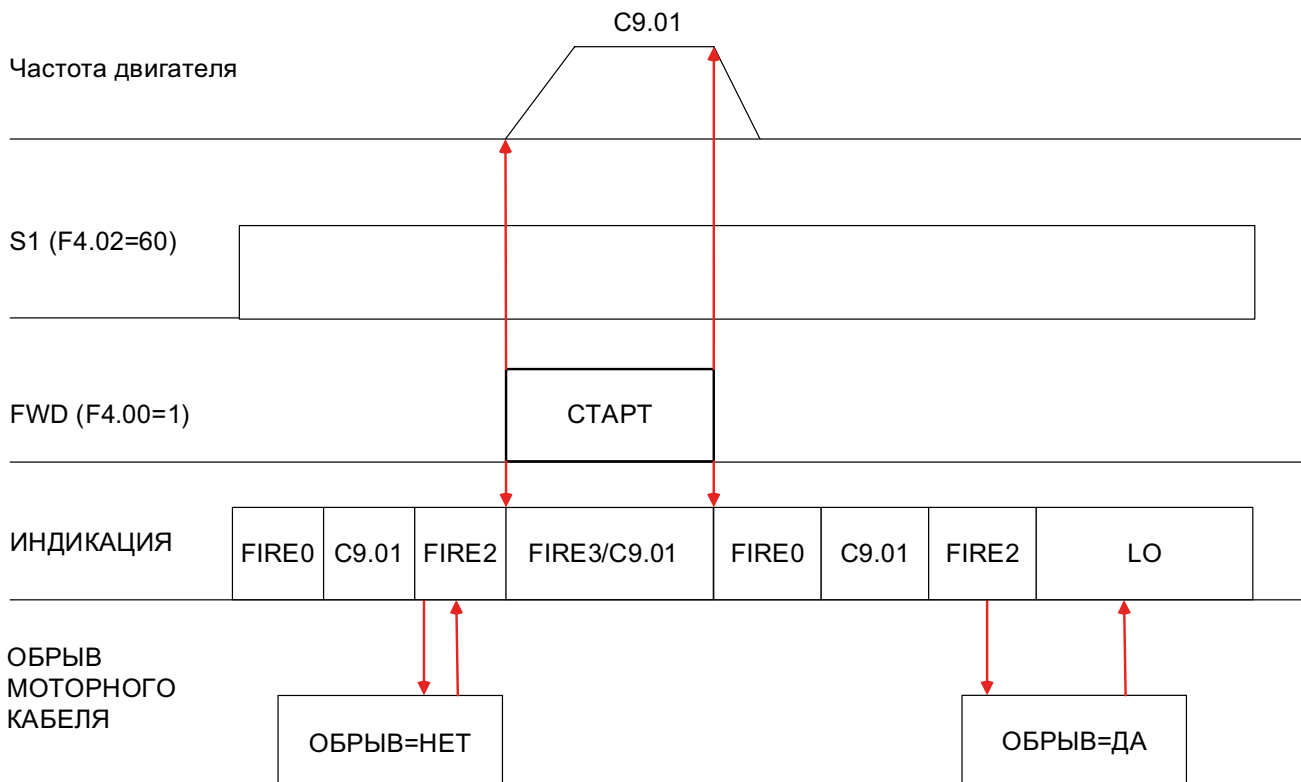 C9.01
Частота двигателя
S1 (F4.02=60)
FWD (F4.00=1)
СТАРТ
ИНДИКАЦИЯ
FIRE0
C9.01
FIRE2
FIRE3/C9.01
FIRE0
C9.01
FIRE2
LO
ОБРЫВ
МОТОРНОГО
КАБЕЛЯ
ОБРЫВ=НЕТ
ОБРЫВ=ДА